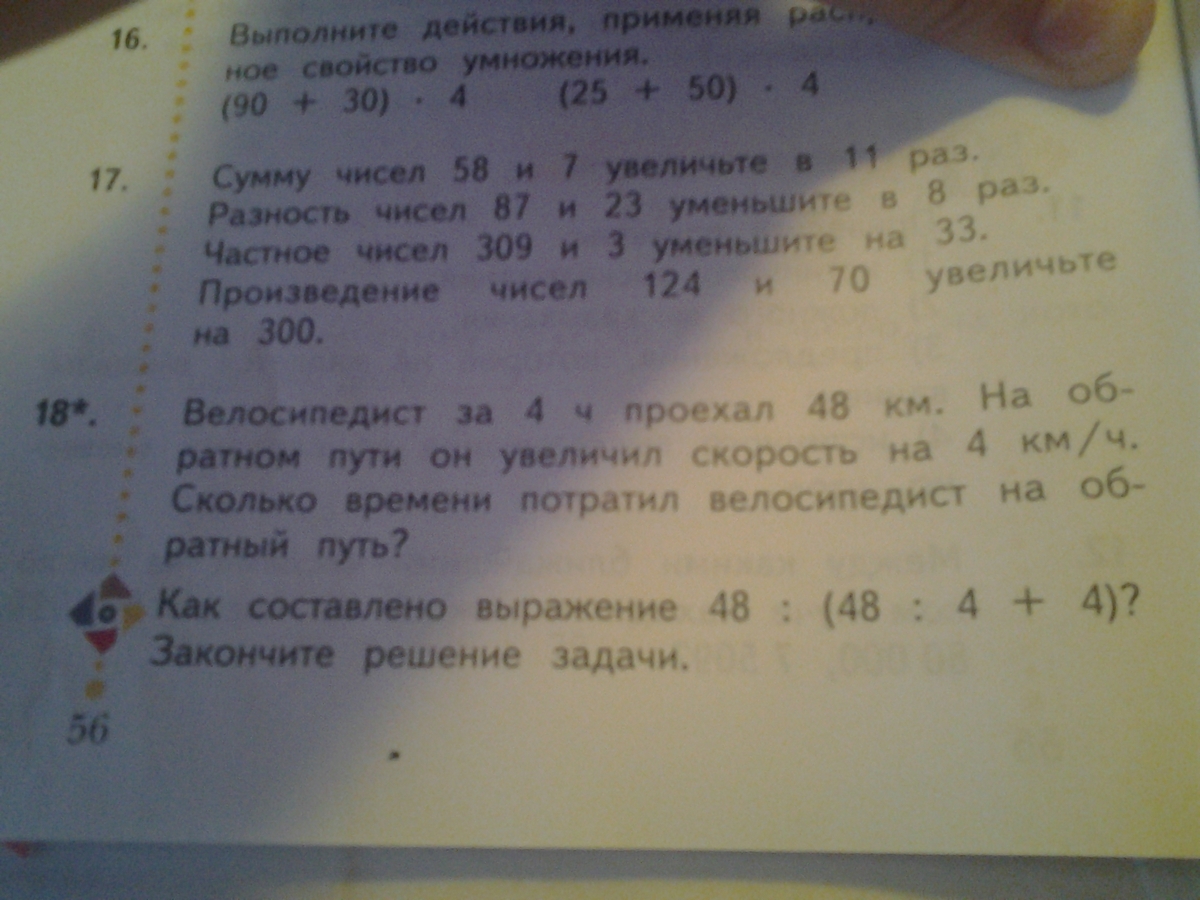 16. Выполните действия, применяя
ное свойство умножения.
(90 + 30) · 4 (25 + 50) · 4
17. Сумму чисел 58 и 7 увеличьте в 11 раз.
Разность чисел 87 и 23 уменьшите в 8 раз.
Частное чисел 309 и 3 уменьшите на 33.
Произведение чисел 124 и 70 увеличьте
на 300.
18*. Велосипедист за 4 ч проехал 48 км. На об-
ратном пути он увеличил скорость на 4 км/ч.
Сколько времени потратил велосипедист на об-
ратный путь?
Как составлено выражение 48 : (48 : 4 + 4)?
Закончите решение задачи.
56